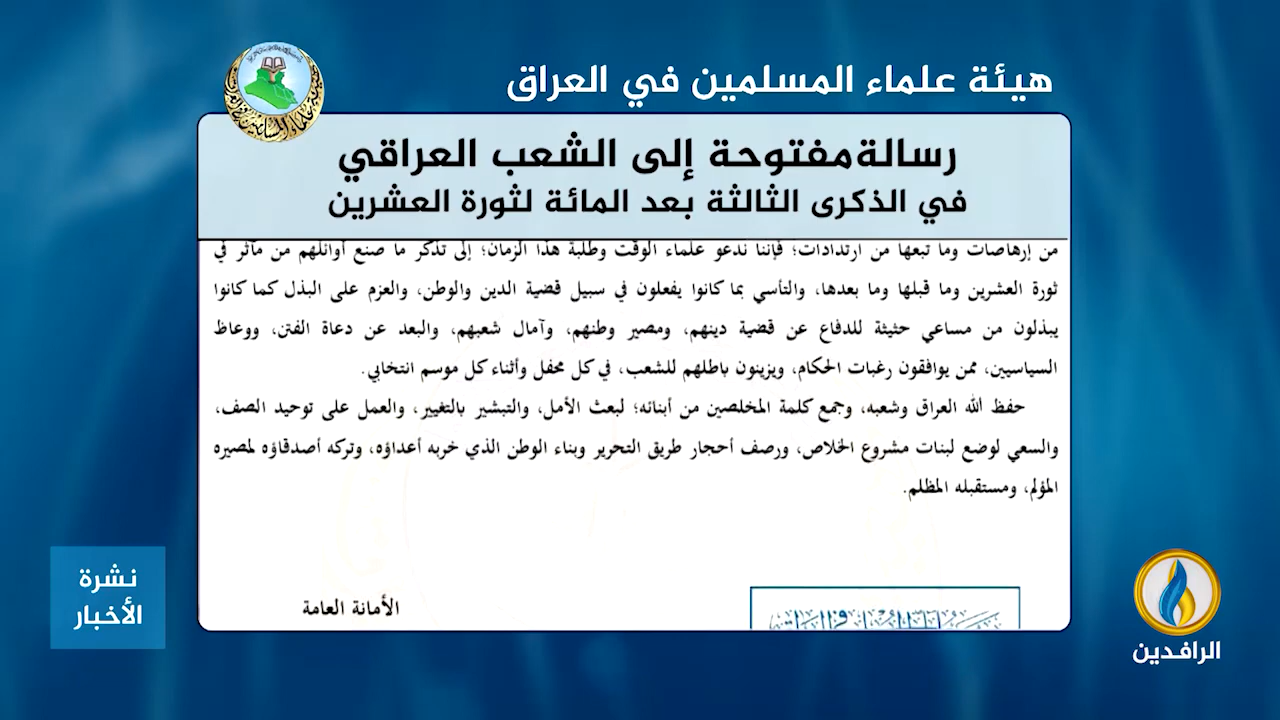 هيئة علماء المسلمين في العراق
رسالةمفتوحة إلى الشعب العراقي
في الذكرى الثالثة بعد المائة لثورة العشرين
من إرهاصات وما تبعها من ارتدادات؛ فإننا ندعو علماء الوقت وطلبة هذا الزمان؛ إلى تذكر ما صنع أوائلهم من مآثر في
ثورة العشرين وما قبلها وما بعدها، والتأسي بما كانوا يفعلون في سبيل قضية الدين والوطن، والعزم على البذل كما كانوا
يبذلون من مساعي حثيثة للدفاع عن قضية دينهم، ومصير وطنهم، وآمال شعبهم، والبعد عن دعاة الفتن، ووعاظ
السياسيين، ممن يوافقون رغبات الحكام، ويزينون باطلهم للشعب، في كل محفل وأثناء كل موسم انتخابي.
حفظ الله العراق وشعبه، وجمع كلمة المخلصين من أبنائه؛ لبعث الأمل، والتبشير بالتغيير، والعمل على توحيد الصف،
والسعي لوضع لبنات مشروع الخلاص، ورصف أحجار طريق التحرير وبناء الوطن الذي خربه أعداؤه، وتركه أصدقاؤه لمصيره
المؤلم، ومستقبله المظلم.
الأمانة العامة
نشرة
الأخبار
الرافدين